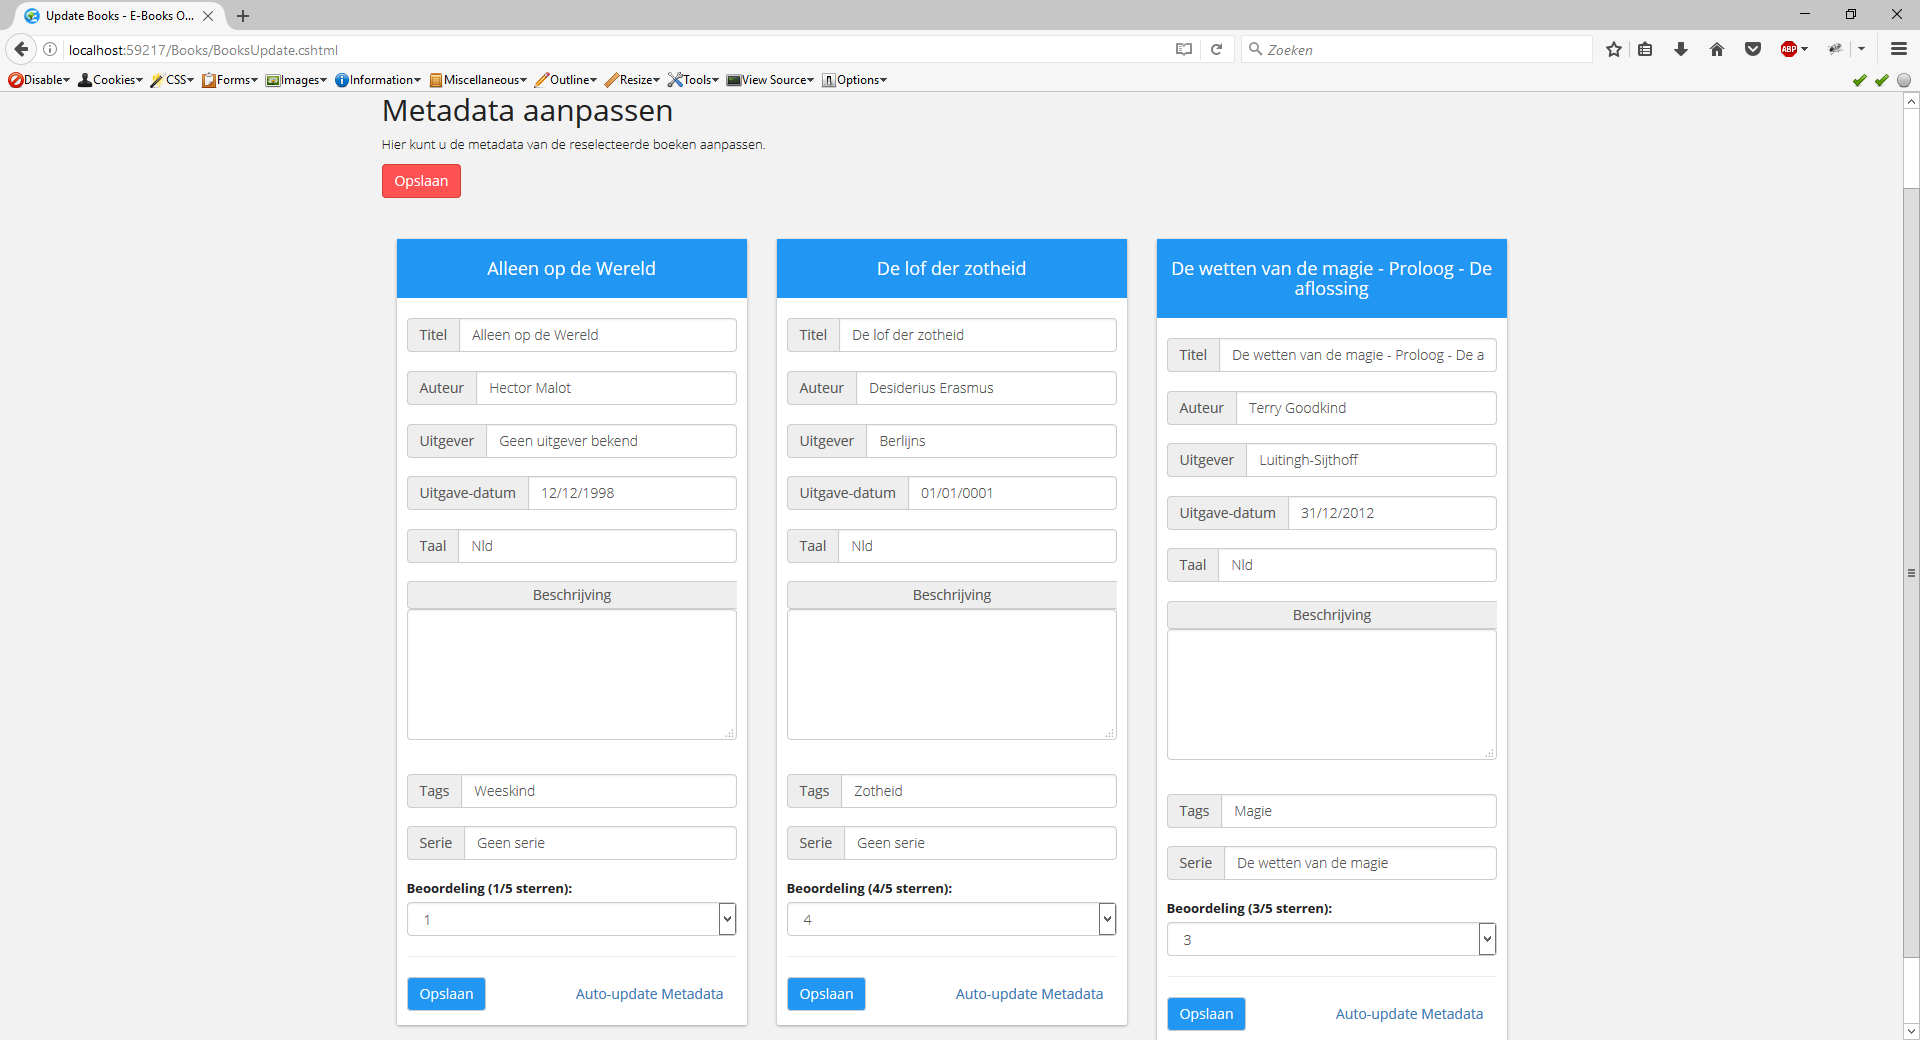 Update Books - E-Books O...
localhost:59217/Books/BooksUpdate.cshtml
Zoeken
ABP
Disable Cookies CSS Forms Images Information Miscellaneous Outline Resize Tools View Source Options
Metadata aanpassen
Hier kunt u de metadata van de reselecteerde boeken aanpassen.
Opslaan
Alleen op de Wereld
Titel Alleen op de Wereld
Auteur Hector Malot
Uitgever Geen uitgever bekend
Uitgave-datum 12/12/1998
Taal Nld
Beschrijving
Tags Weeskind
Serie Geen serie
Beoordeling (1/5 sterren):
1
Opslaan Auto-update Metadata
De lof der zotheid
Titel De lof der zotheid
Auteur Desiderius Erasmus
Uitgever Berlijns
Uitgave-datum 01/01/0001
Taal Nld
Beschrijving
Tags Zotheid
Serie Geen serie
Beoordeling (4/5 sterren):
4
Opslaan Auto-update Metadata
De wetten van de magie - Proloog - De
aflossing
Titel De wetten van de magie - Proloog - De a
Auteur Terry Goodkind
Uitgever Luitingh-Sijthoff
Uitgave-datum 31/12/2012
Taal Nld
Beschrijving
Tags Magie
Serie De wetten van de magie
Beoordeling (3/5 sterren):
3
Opslaan Auto-update Metadata